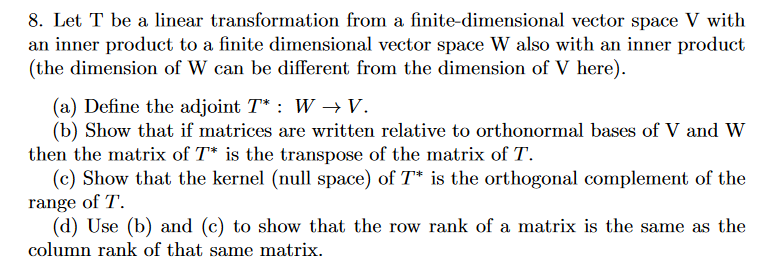 8. Let T be a linear transformation from a finite-dimensional vector space V with
an inner product to a finite dimensional vector space W also with an inner product
(the dimension of W can be different from the dimension of V here).
(a) Define the adjoint T* : W → V.
(b) Show that if matrices are written relative to orthonormal bases of V and W
then the matrix of T* is the transpose of the matrix of T.
(c) Show that the kernel (null space) of T* is the orthogonal complement of the
range of T.
(d) Use (b) and (c) to show that the row rank of a matrix is the same as the
column rank of that same matrix.